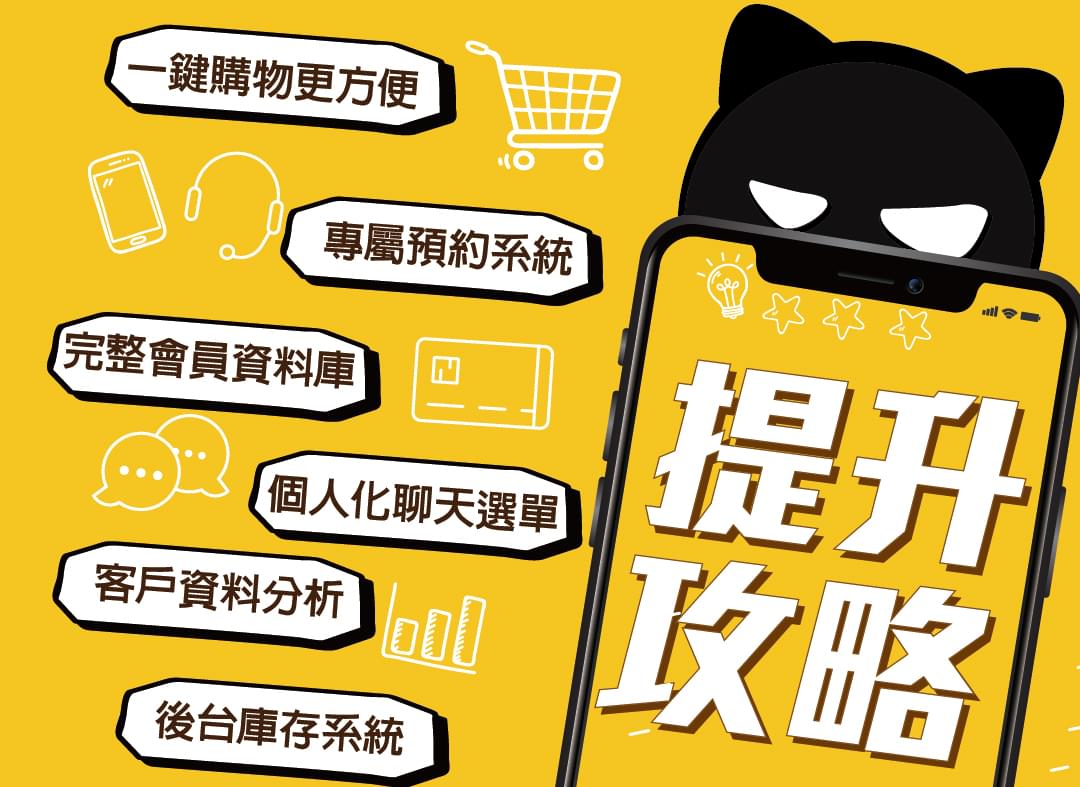 一鍵購物更方便
專屬預約系統
完整會員資料庫
個人化聊天選單
客戶資料分析
後台庫存系統
提升
攻略